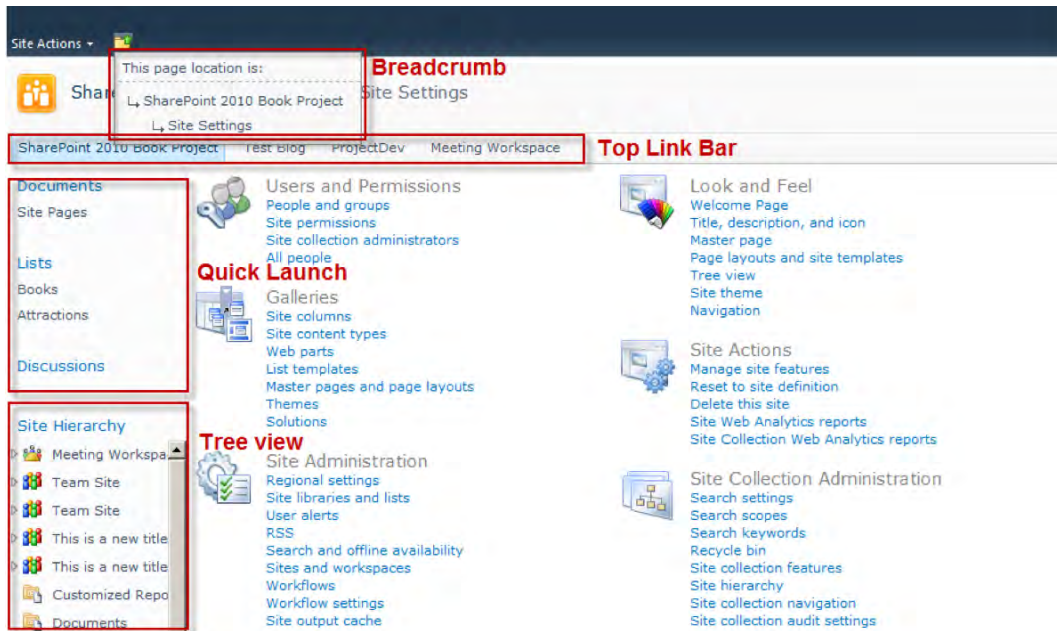 Site Actions
This page location is:
Breadcrumb
SharePoint 2010 Book Project
Site Settings
Shar
Site Settings
SharePoint 2010 Book Project Test Blog ProjectDev Meeting Workspace
Top Link Bar
Documents
Site Pages
Lists
Books
Attractions
Discussions
Quick Launch
Site Hierarchy
Meeting Workspa
Team Site
Team Site
This is a new title
This is a new title
Customized Repo
Documents
Tree view
Users and Permissions
People and groups
Site permissions
Site collection administrators
All people
Galleries
Site columns
Site content types
Web parts
List templates
Master pages and page layouts
Themes
Solutions
Site Administration
Regional settings
Site libraries and lists
User alerts
RSS
Search and offline availability
Sites and workspaces
Workflows
Workflow settings
Site output cache
Look and Feel
Welcome Page
Title, description, and icon
Master page
Page layouts and site templates
Tree view
Site theme
Navigation
Site Actions
Manage site features
Reset to site definition
Delete this site
Site Web Analytics reports
Site Collection Web Analytics reports
Site Collection Administration
Search settings
Search scopes
Search keywords
Recycle bin
Site collection features
Site hierarchy
Site collection navigation
Site collection audit settings